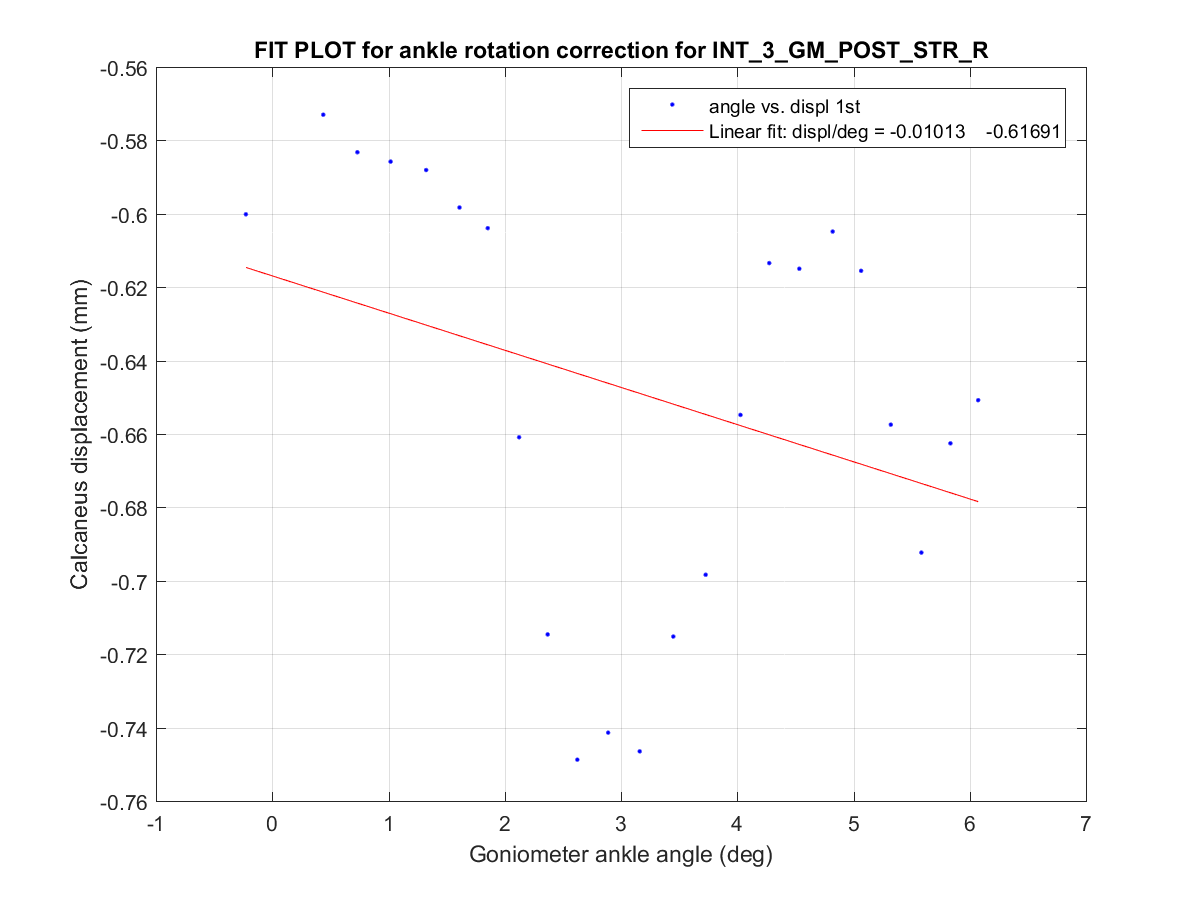 FIT PLOT for ankle rotation correction for INT_3_GM_POST_STR_R
angle vs. displ 1st
Linear fit: displ/deg = -0.01013 -0.61691
-0.56
-0.58
-0.6
-0.62
-0.64
-0.66
-0.68
-0.7
-0.72
-0.74
-0.76
Calcaneus displacement (mm)
-1 0 1 2 3 4 5 6 7
Goniometer ankle angle (deg)